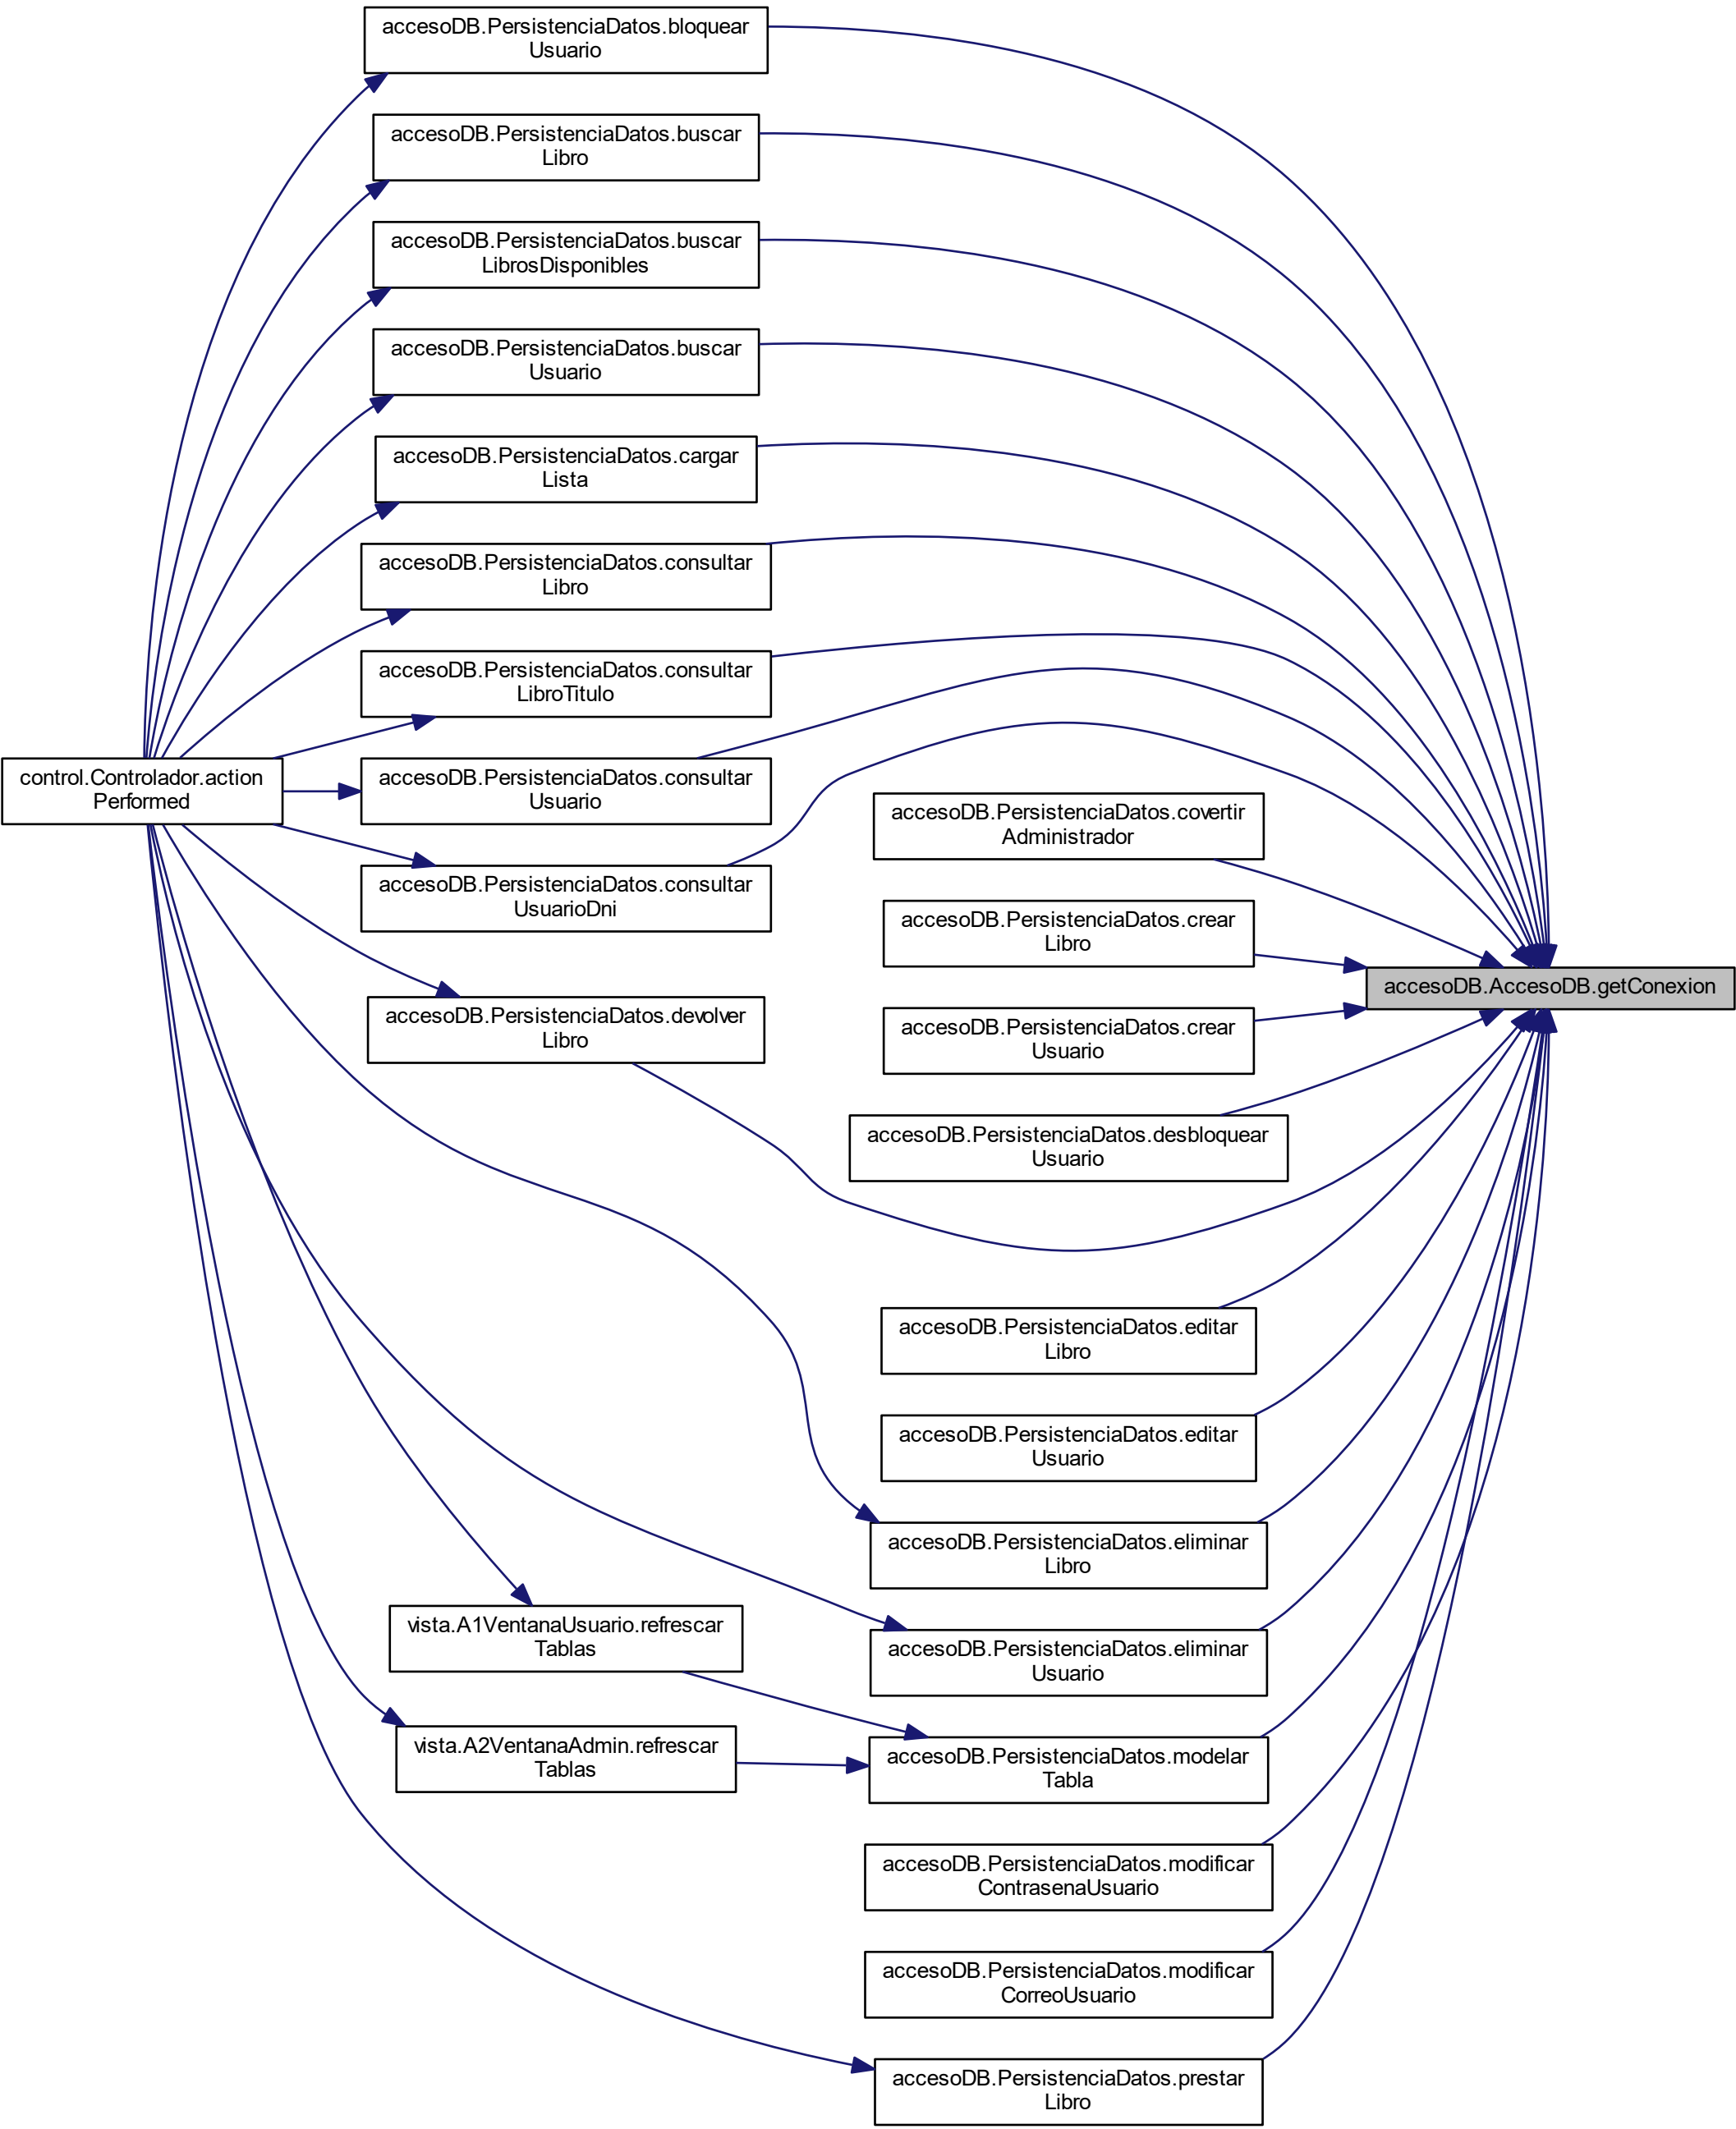 accesoDB.PersistenciaDatos.bloquear
Usuario
accesoDB.PersistenciaDatos.buscar
Libro
accesoDB.PersistenciaDatos.buscar
LibrosDisponibles
accesoDB.PersistenciaDatos.buscar
Usuario
accesoDB.PersistenciaDatos.cargar
Lista
accesoDB.PersistenciaDatos.consultar
Libro
accesoDB.PersistenciaDatos.consultar
LibroTitulo
control.Controlador.action
Performed
accesoDB.PersistenciaDatos.consultar
Usuario
accesoDB.PersistenciaDatos.covertir
Administrador
accesoDB.PersistenciaDatos.consultar
UsuarioDni
accesoDB.PersistenciaDatos.crear
Libro
accesoDB.AccesoDB.getConexion
accesoDB.PersistenciaDatos.devolver
Libro
accesoDB.PersistenciaDatos.crear
Usuario
accesoDB.PersistenciaDatos.desbloquear
Usuario
accesoDB.PersistenciaDatos.editar
Libro
accesoDB.PersistenciaDatos.editar
Usuario
accesoDB.PersistenciaDatos.eliminar
Libro
vista.A1VentanaUsuario.refrescar
Tablas
accesoDB.PersistenciaDatos.eliminar
Usuario
vista.A2VentanaAdmin.refrescar
Tablas
accesoDB.PersistenciaDatos.modelar
Tabla
accesoDB.PersistenciaDatos.modificar
ContrasenaUsuario
accesoDB.PersistenciaDatos.modificar
CorreoUsuario
accesoDB.PersistenciaDatos.prestar
Libro